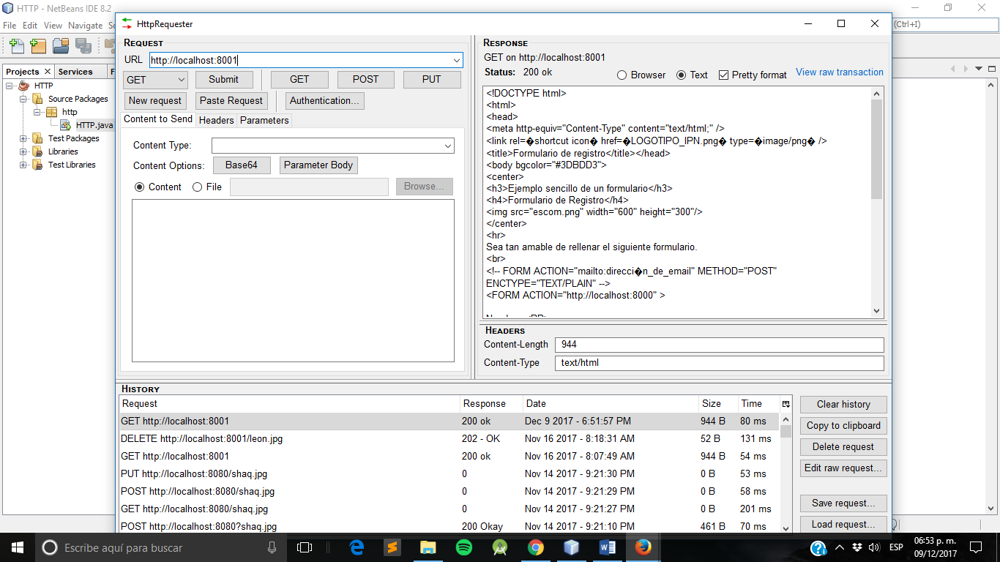 HTTP - NetBeans IDE 8.2
File Edit View Navigate
(Ctrl+I)
Projects Services F
HTTP
Source Packages
http
HTTP.java
Test Packages
Libraries
Test Libraries
HttpRequester
REQUEST
URL http://localhost:8001
GET Submit GET POST PUT
New request Paste Request Authentication...
Content to Send Headers Parameters
Content Type:
Content Options: Base64 Parameter Body
Content File Browse...
RESPONSE
GET on http://localhost:8001
Status: 200 ok Browser Text Pretty format View raw transaction
<!DOCTYPE html>
<html>
<head>
<meta http-equiv="Content-Type" content="text/html;" />
<link rel=�shortcut icon� href=�LOGOTIPO_IPN.png� type=�image/png� />
<title>Formulario de registro</title></head>
<body bgcolor="#3DBDD3">
<center>
<h3>Ejemplo sencillo de un formulario</h3>
<h4>Formulario de Registro</h4>
<img src="escom.png" width="600" height="300"/>
</center>
<hr>
Sea tan amable de rellenar el siguiente formulario.
<br>
<!-- FORM ACTION="mailto:direcci�n_de_email" METHOD="POST"
ENCTYPE="TEXT/PLAIN" -->
<FORM ACTION="http://localhost:8000" >
HEADERS
Content-Length 944
Content-Type text/html
HISTORY
Request Response Date Size Time
GET http://localhost:8001 200 ok Dec 9 2017 - 6:51:57 PM 944 B 80 ms
DELETE http://localhost:8001/leon.jpg 202 - OK Nov 16 2017 - 8:18:31 AM 52 B 131 ms
GET http://localhost:8001 200 ok Nov 16 2017 - 8:07:49 AM 944 B 54 ms
PUT http://localhost:8080/shaq.jpg 0 Nov 14 2017 - 9:21:30 PM 0 B 53 ms
POST http://localhost:8080/shaq.jpg 0 Nov 14 2017 - 9:21:29 PM 0 B 58 ms
GET http://localhost:8080/shaq.jpg 0 Nov 14 2017 - 9:21:27 PM 0 B 201 ms
POST http://localhost:8080?shaq.jpg 200 Okay Nov 14 2017 - 9:21:10 PM 461 B 70 ms
Clear history
Copy to clipboard
Delete request
Edit raw request...
Save request...
Load request...
Escribe aquí para buscar
ESP
06:53 p. m.
09/12/2017